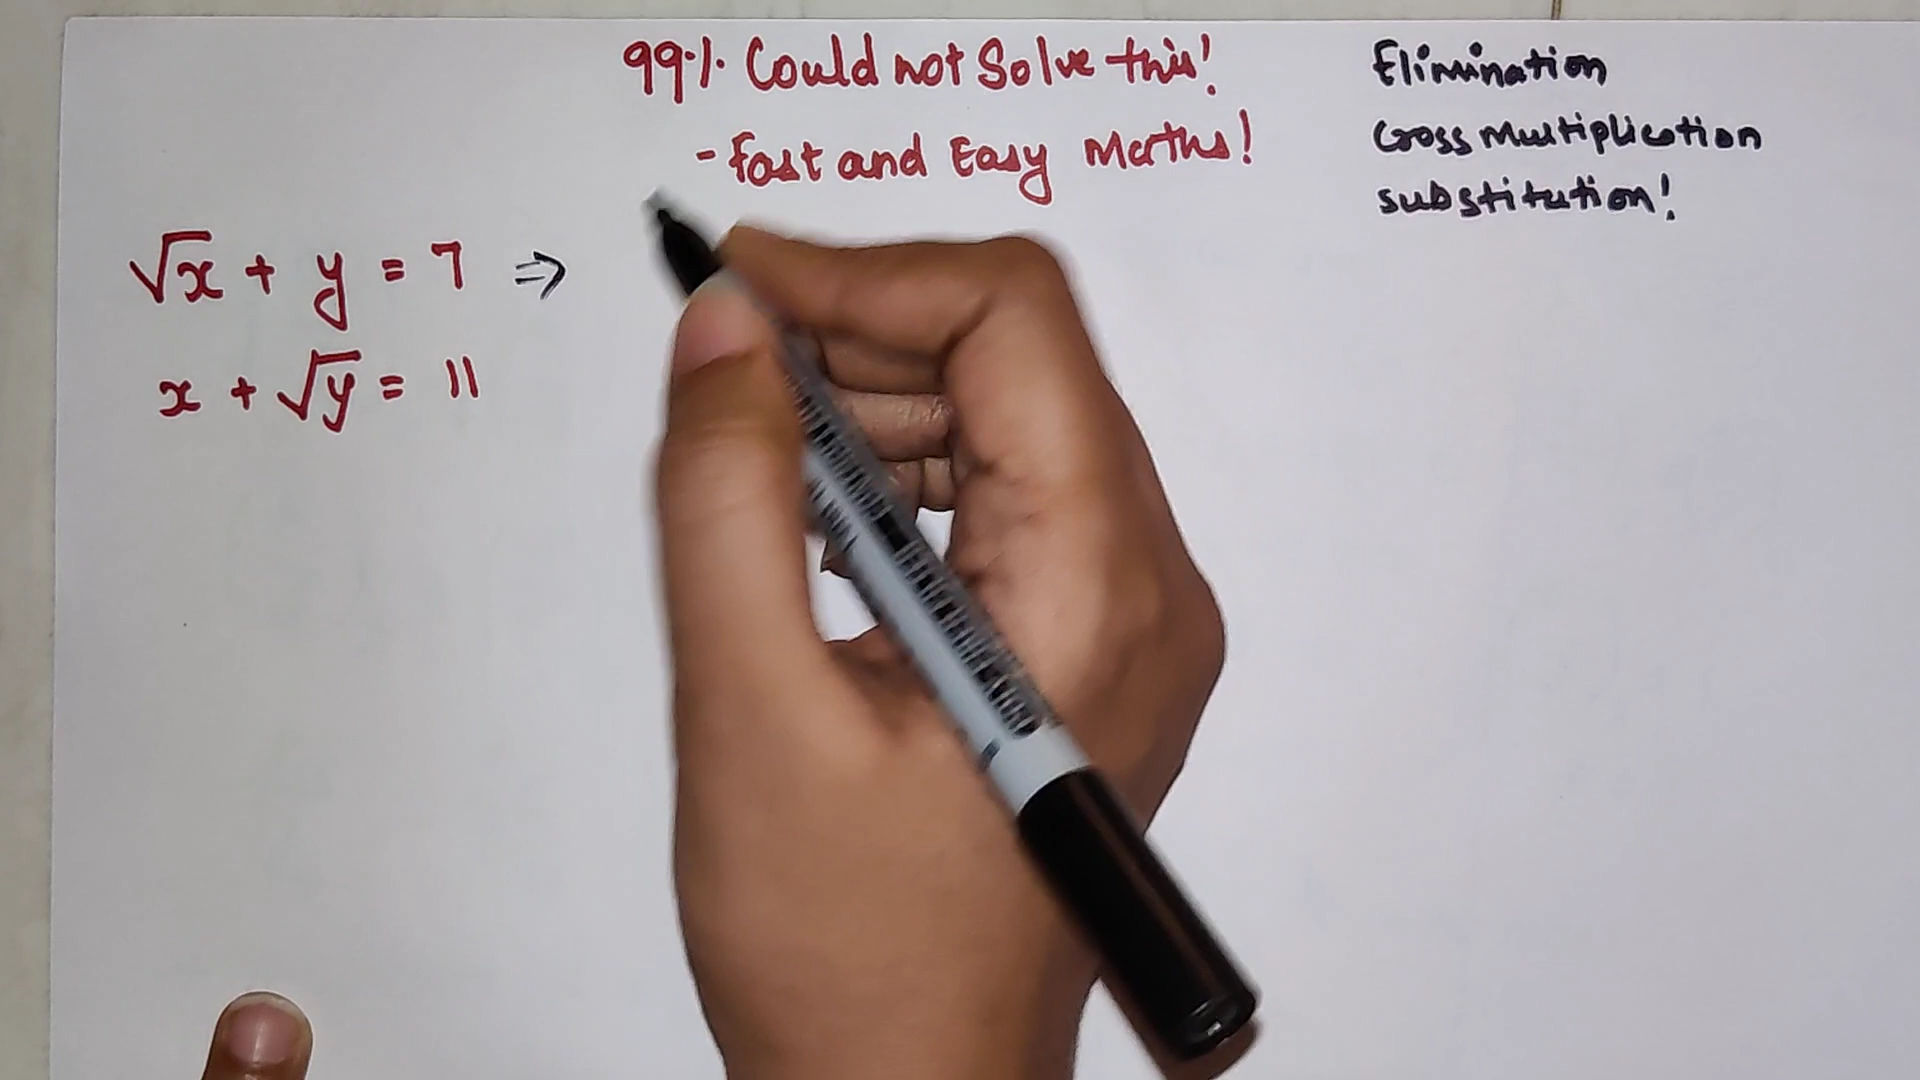 99% Could not Solve this!
- Fast and Easy Maths!
Elimination
Cross Multiplication
substitution!
√x + y = 7 ⇒
x + √y = 11